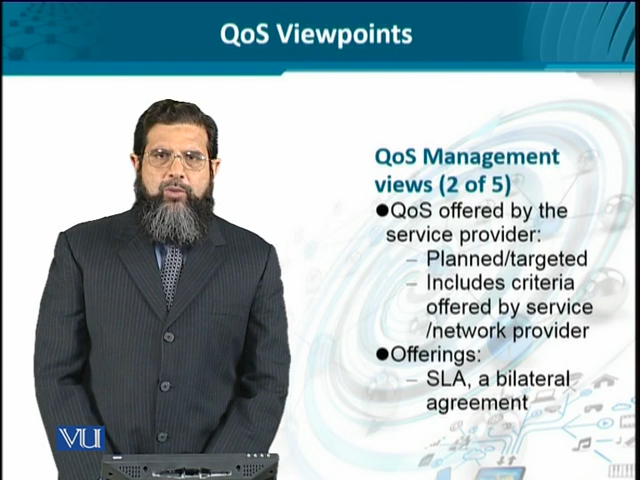 QoS Viewpoints
QoS Management
views (2 of 5)
●QoS offered by the
service provider:
– Planned/targeted
– Includes criteria
offered by service
/network provider
●Offerings:
– SLA, a bilateral
agreement
VU